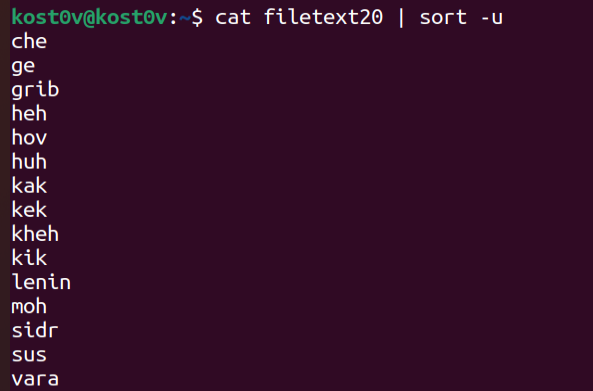 kost0v@kost0v:~$ cat filetext20 | sort -u
che
ge
grib
heh
hov
huh
kak
kek
kheh
kik
lenin
moh
sidr
sus
vara